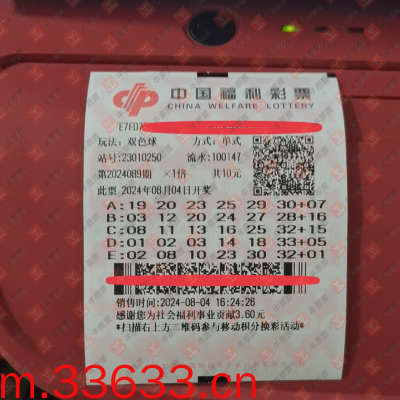 中国福利彩票
CHINA WELFARE LOTTERY
玩法:双色球 方式:单式
站号:23010250 流水:100147
第2024089期 ×1倍 共10元
此票 2024年08月04日开奖
A:19 20 23 25 29 30+07
B:03 12 20 24 27 28+16
C:08 11 13 16 25 32+15
D:01 02 03 14 18 33+05
E:02 08 10 23 30 32+01
销售时间:2024-08-04 16:24:26
感谢您为社会福利事业贡献3.60元
*扫描右上方二维码参与移动积分换彩活动*
m.33633.cn